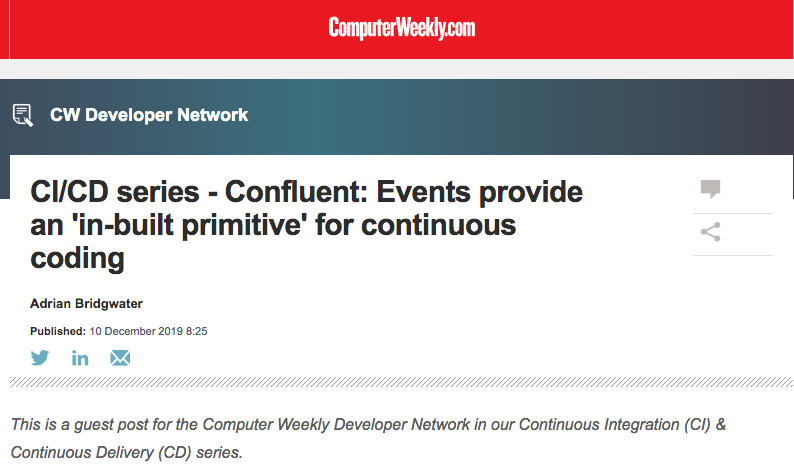 ComputerWeekly.com
CW Developer Network
CI/CD series - Confluent: Events provide
an 'in-built primitive' for continuous
coding
Adrian Bridgwater
Published: 10 December 2019 8:25
This is a guest post for the Computer Weekly Developer Network in our Continuous Integration (CI) &
Continuous Delivery (CD) series.